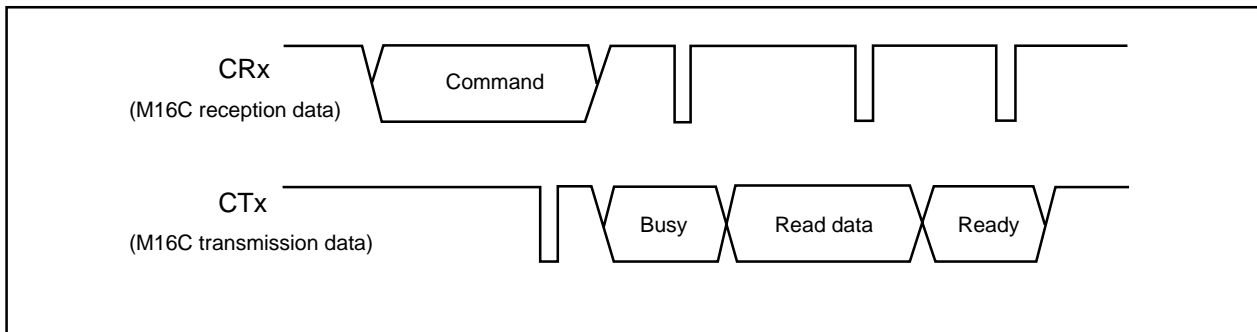 CRx
Command
(M16C reception data)
CTx
Busy
Read data
Ready
(M16C transmission data)